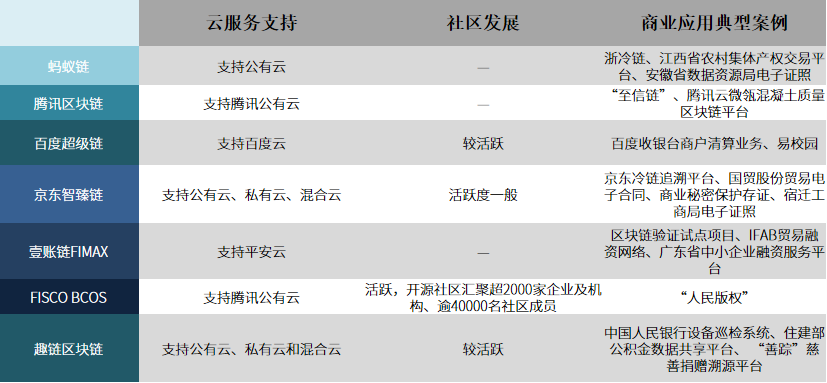 云服务支持 社区发展 商业应用典型案例
蚂蚁链 支持公有云 — 浙冷链、江西省农村集体产权交易平
台、安徽省数据资源局电子证照
腾讯区块链 支持腾讯公有云 — “至信链”、腾讯云微瓴混凝土质量
区块链平台
百度超级链 支持百度云 较活跃 百度收银台商户清算业务、易校园
京东智臻链 支持公有云、私有云、混合云 活跃度一般 京东冷链追溯平台、国贸股份贸易电
子合同、商业秘密保护存证、宿迁工
商局电子证照
壹账链FIMAX 支持平安云 — 区块链验证试点项目、IFAB贸易融
资网络、广东省中小企业融资服务平
台
FISCO BCOS 支持腾讯公有云 活跃，开源社区汇聚超2000家企业及机
构、逾40000名社区成员 “人民版权”
趣链区块链 支持公有云、私有云和混合云 较活跃 中国人民银行设备巡检系统、住建部
公积金数据共享平台、“善踪”慈
善捐赠溯源平台